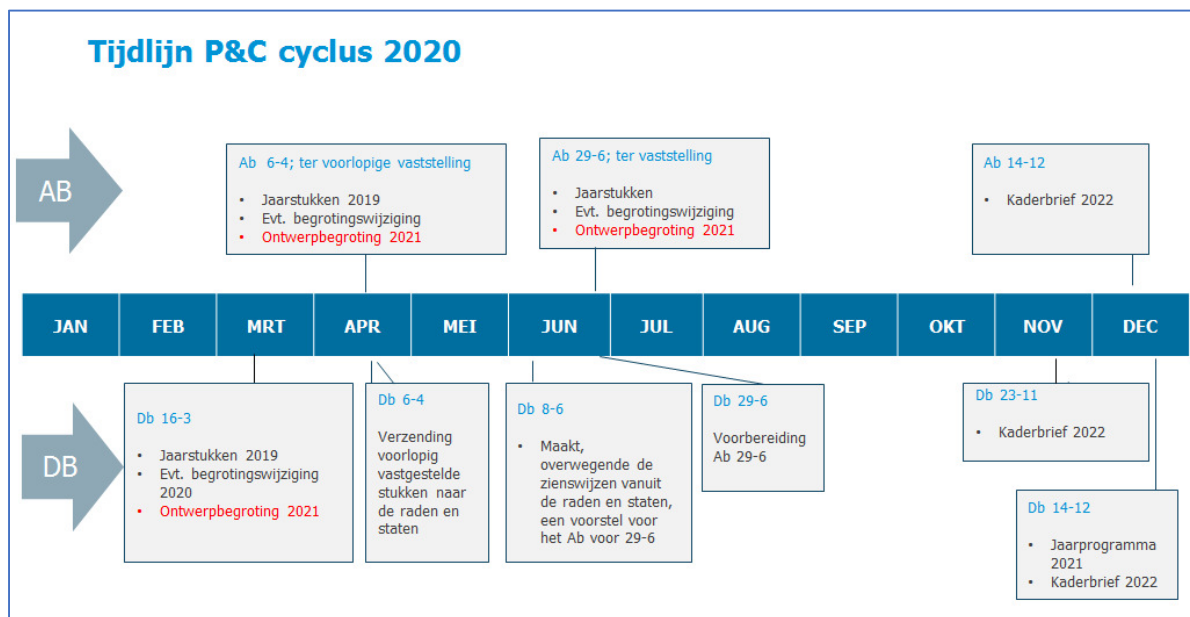 Tijdlijn P&C cyclus 2020
AB
Ab 6-4; ter voorlopige vaststelling
• Jaarstukken 2019
• Evt. begrotingswijziging
• Ontwerpbegroting 2021
Ab 29-6; ter vaststelling
• Jaarstukken
• Evt. begrotingswijziging
• Ontwerpbegroting 2021
Ab 14-12
• Kaderbrief 2022
JAN FEB MRT APR MEI JUN JUL AUG SEP OKT NOV DEC
DB
Db 16-3
• Jaarstukken 2019
• Evt. begrotingswijziging
2020
• Ontwerpbegroting 2021
Db 6-4
Verzending
voorlopig
vastgestelde
stukken naar
de raden en
staten
Db 8-6
• Maakt,
overwegende de
zienswijzen vanuit
de raden en staten,
een voorstel voor
het Ab voor 29-6
Db 29-6
Voorbereiding
Ab 29-6
Db 23-11
• Kaderbrief 2022
Db 14-12
• Jaarprogramma
2021
• Kaderbrief 2022